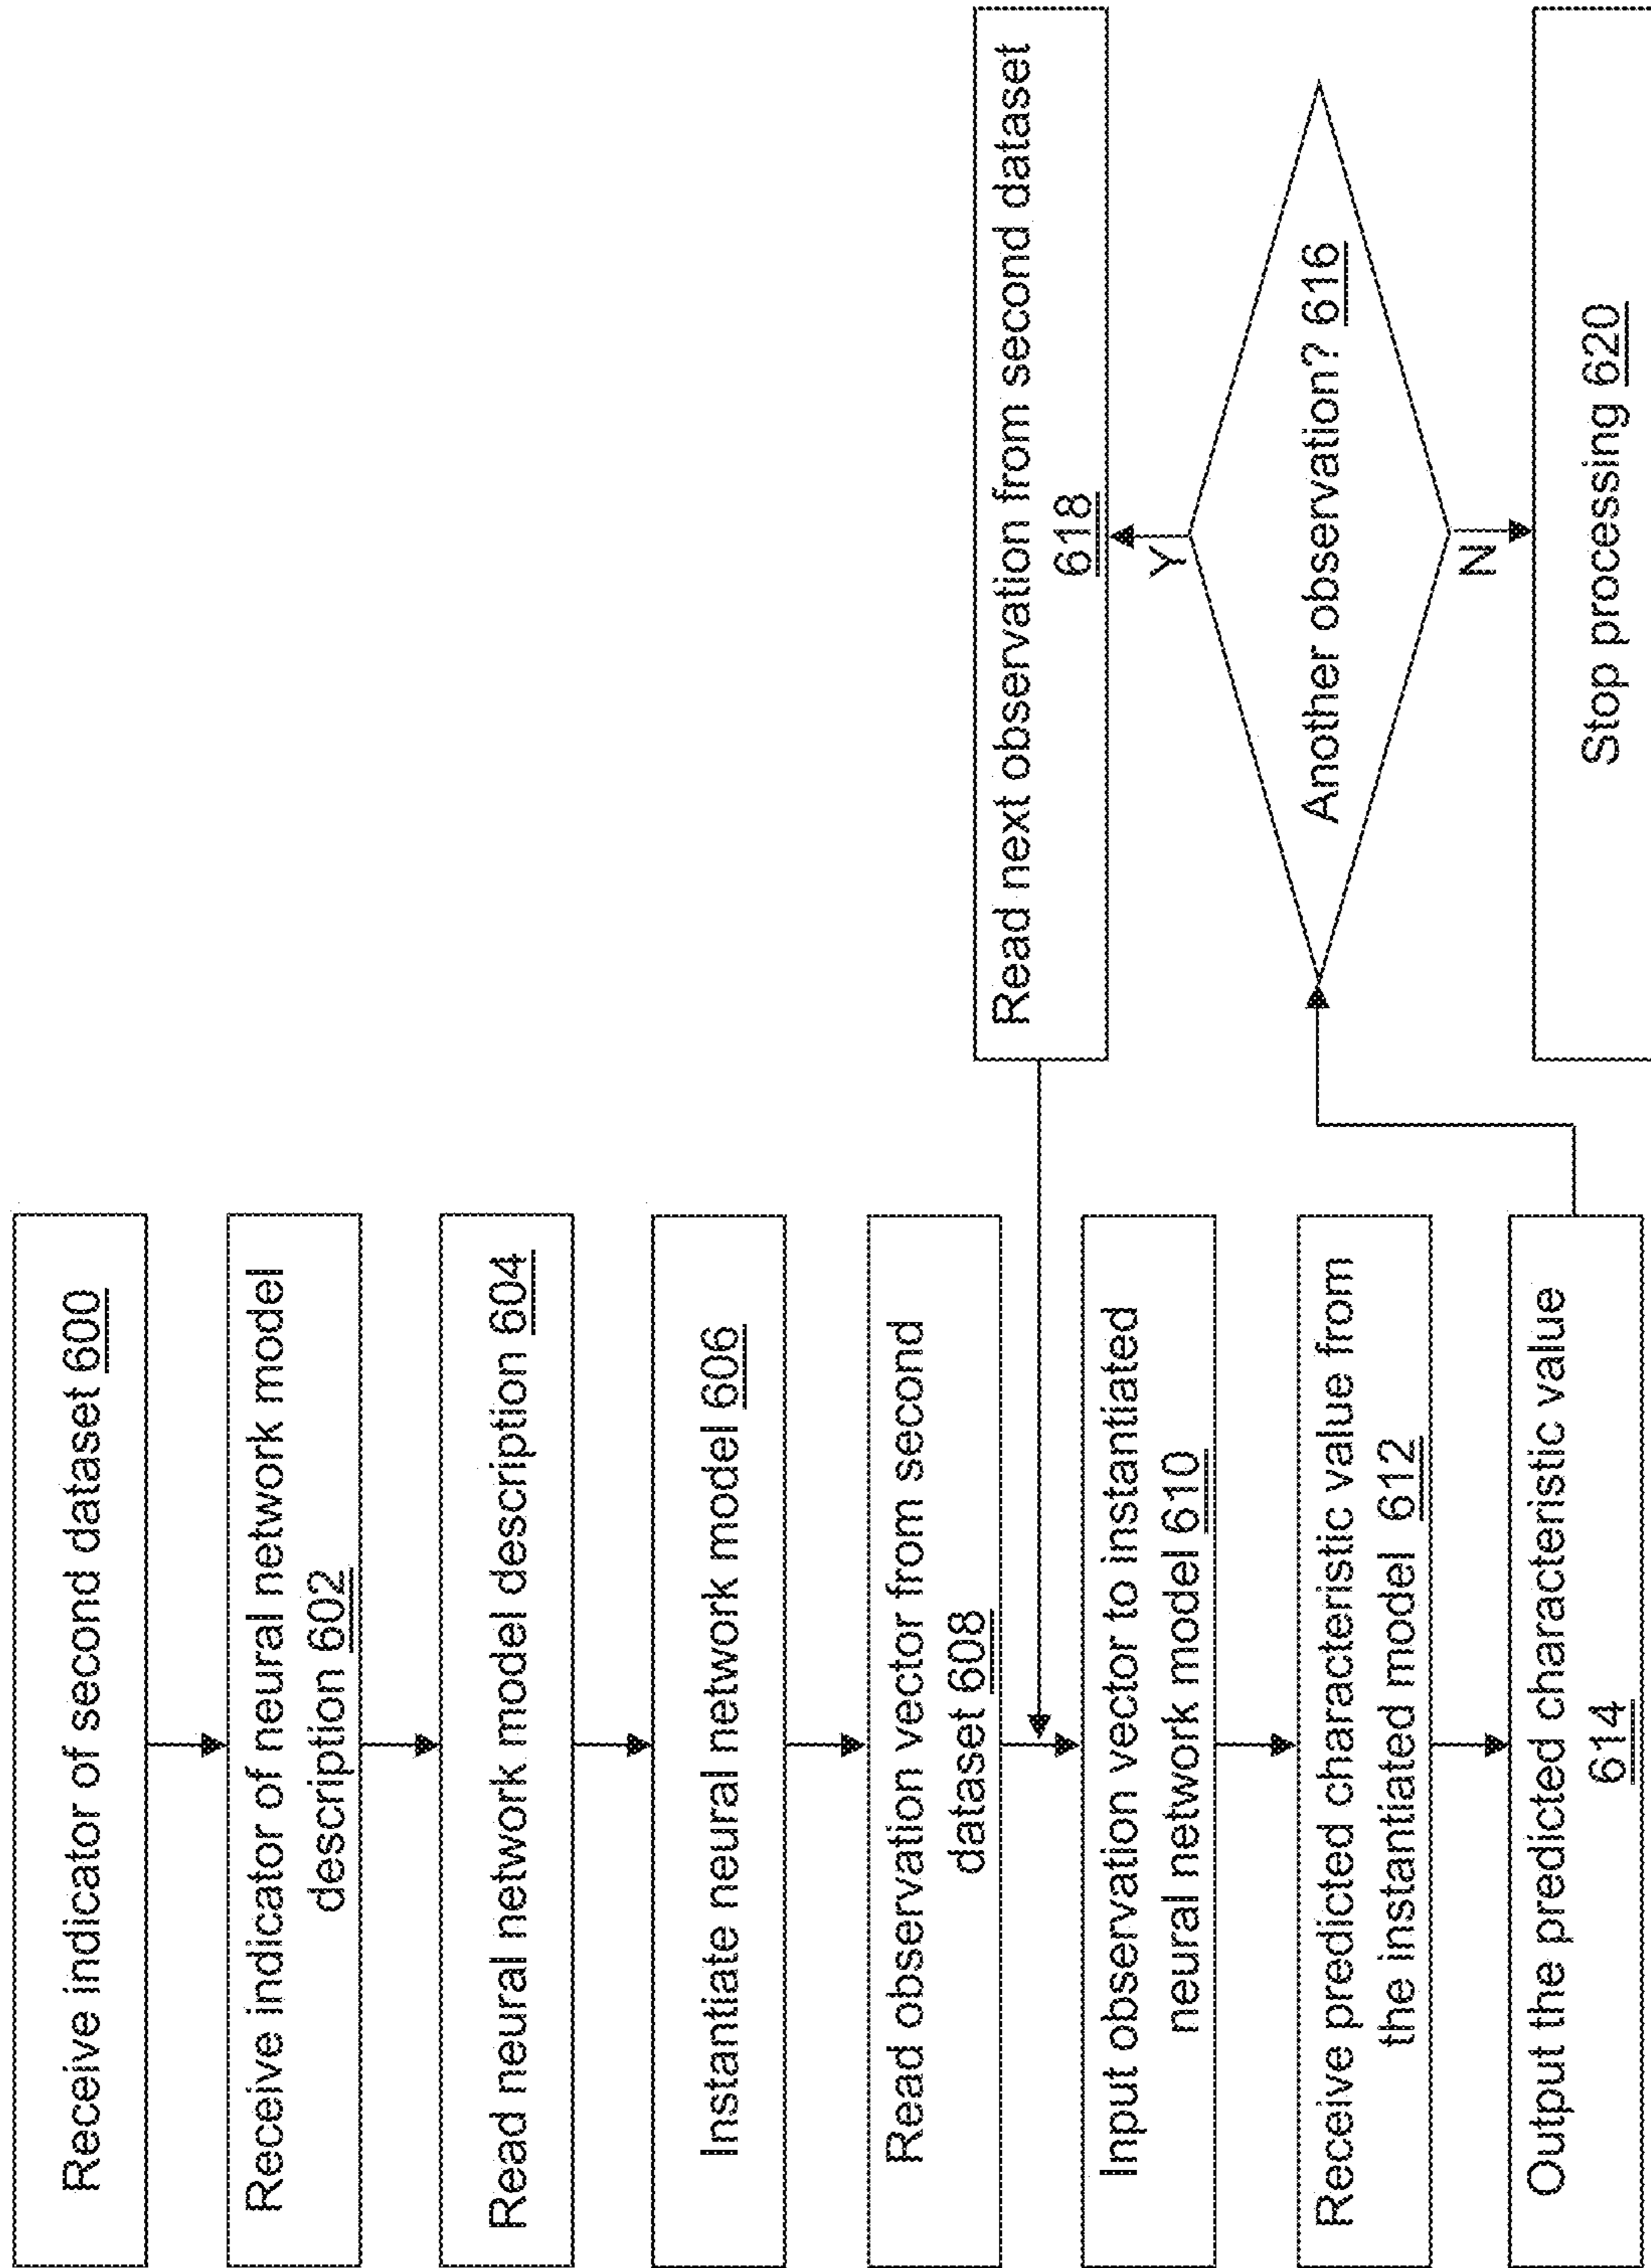 Receive indicator of second dataset 600
Receive indicator of neural network model
description 602
Read neural network model description 604
Instantiate neural network model 606
Read observation vector from second
dataset 608
Input observation vector to instantiated
neural network model 610
Receive predicted characteristic value from
the instantiated model 612
Output the predicted characteristic value
614
Read next observation from second dataset
618
Y
Another observation? 616
N
Stop processing 620